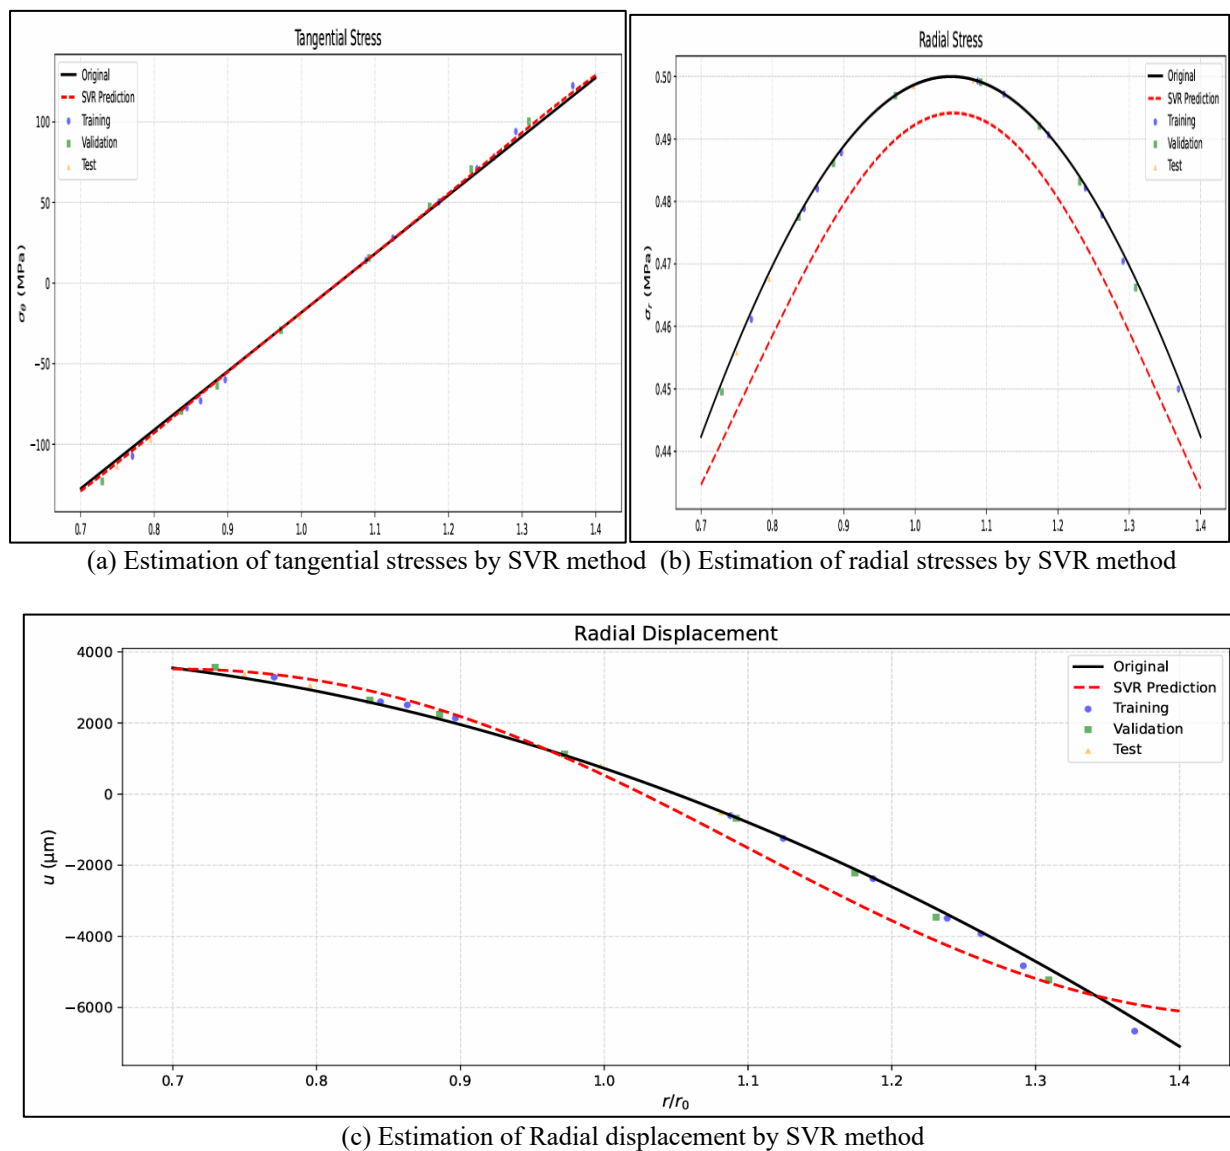 Tangential Stress
Original
SVR Prediction
Training
Validation
Test
100
50
0
−50
−100
σθ (MPa)
0.7 0.8 0.9 1.0 1.1 1.2 1.3 1.4
Radial Stress
Original
SVR Prediction
Training
Validation
Test
0.50
0.49
0.48
0.47
0.46
0.45
0.44
σr (MPa)
0.7 0.8 0.9 1.0 1.1 1.2 1.3 1.4
(a) Estimation of tangential stresses by SVR method (b) Estimation of radial stresses by SVR method
Radial Displacement
Original
SVR Prediction
Training
Validation
Test
4000
2000
0
−2000
−4000
−6000
u (μm)
0.7 0.8 0.9 1.0 1.1 1.2 1.3 1.4
r/r0
(c) Estimation of Radial displacement by SVR method